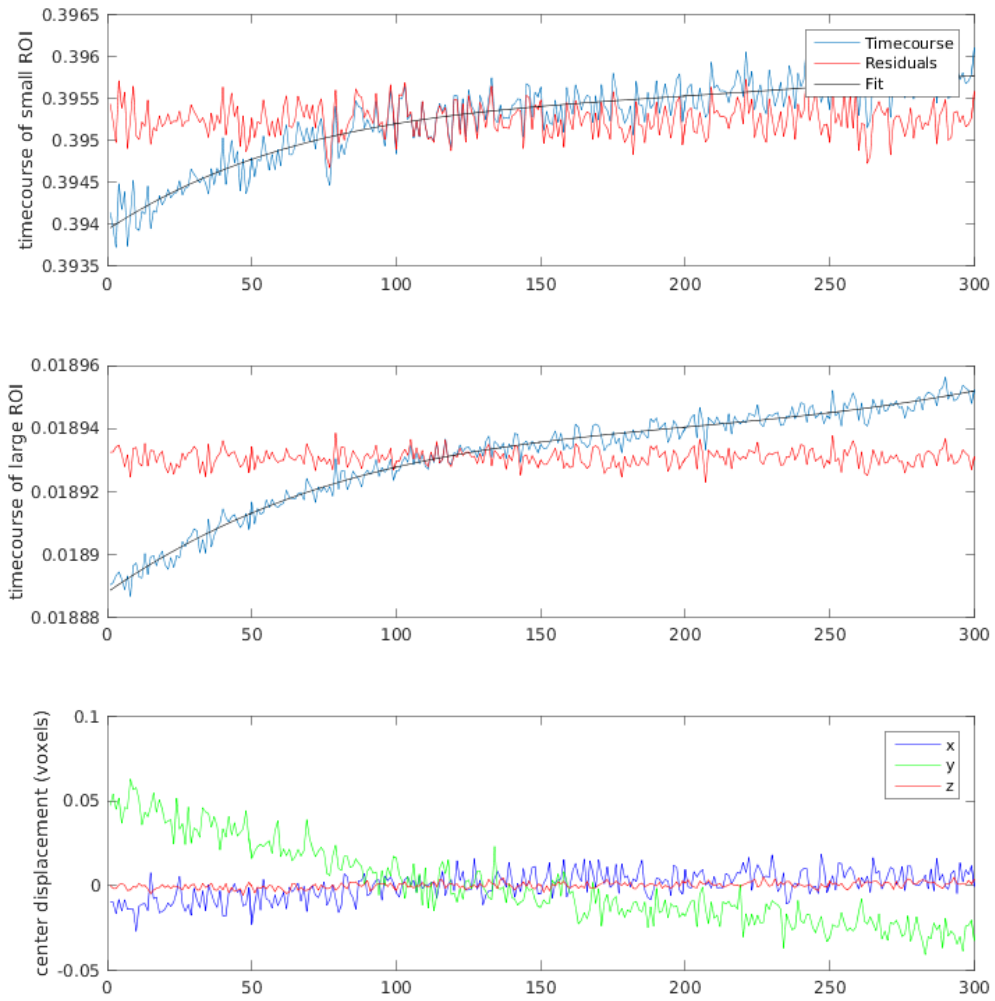 0.3965
0.396
0.3955
0.395
0.3945
0.394
0.3935
timecourse of small ROI
Timecourse
Residuals
Fit
0 50 100 150 200 250 300
0.01896
0.01894
0.01892
0.0189
0.01888
timecourse of large ROI
0 50 100 150 200 250 300
0.1
0.05
0
-0.05
center displacement (voxels)
x
y
z
0 50 100 150 200 250 300